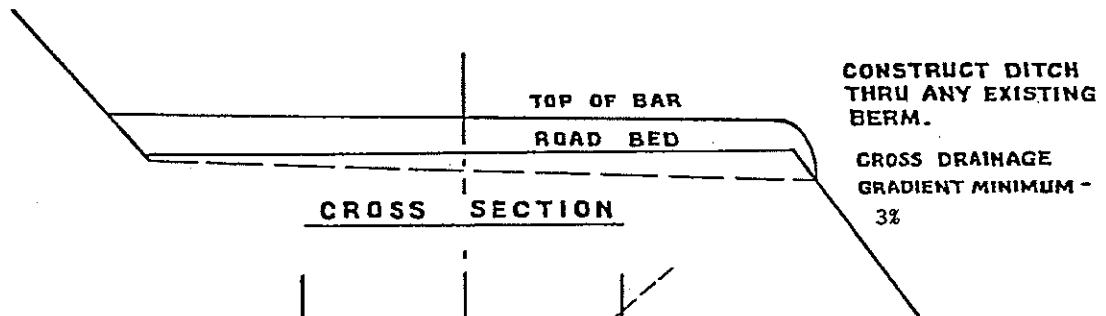 TOP OF BAR
ROAD BED
CROSS SECTION
CONSTRUCT DITCH
THRU ANY EXISTING
BERM.
CROSS DRAINAGE
GRADIENT MINIMUM -
3%